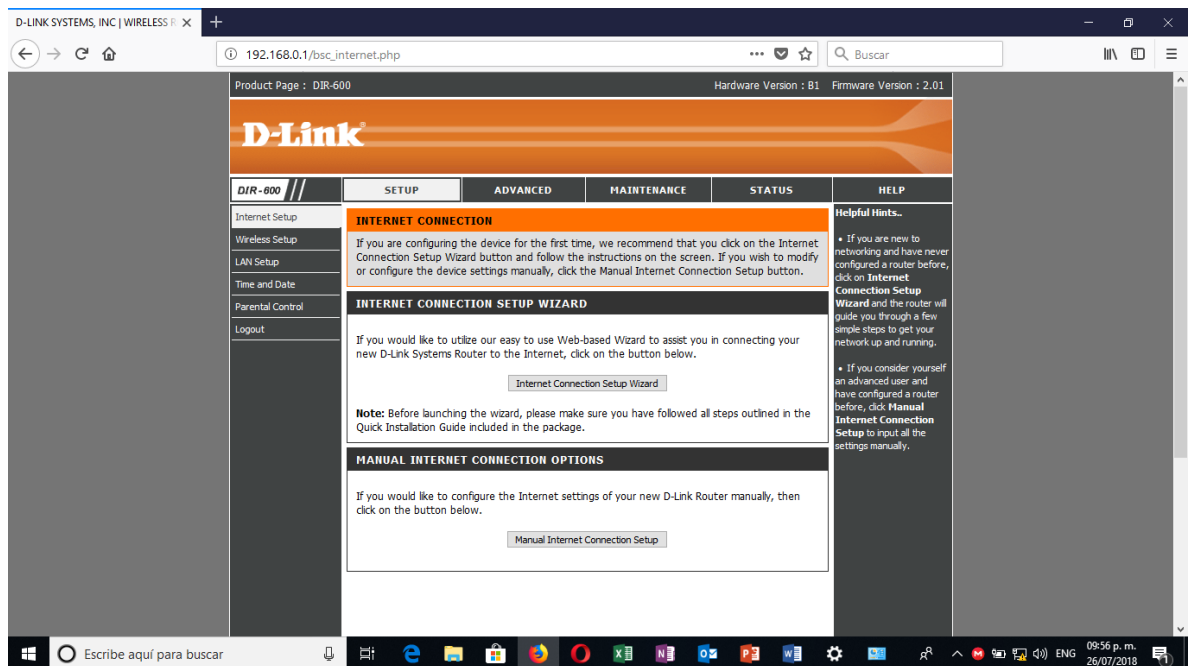 D-LINK SYSTEMS, INC | WIRELESS R
192.168.0.1/bsc_internet.php
Buscar
Product Page : DIR-600
Hardware Version : B1
Firmware Version : 2.01
D-Link
DIR-600
SETUP
ADVANCED
MAINTENANCE
STATUS
HELP
Internet Setup
Wireless Setup
LAN Setup
Time and Date
Parental Control
Logout
INTERNET CONNECTION
If you are configuring the device for the first time, we recommend that you click on the Internet
Connection Setup Wizard button and follow the instructions on the screen. If you wish to modify
or configure the device settings manually, click the Manual Internet Connection Setup button.
INTERNET CONNECTION SETUP WIZARD
If you would like to utilize our easy to use Web-based Wizard to assist you in connecting your
new D-Link Systems Router to the Internet, click on the button below.
Internet Connection Setup Wizard
Note: Before launching the wizard, please make sure you have followed all steps outlined in the
Quick Installation Guide included in the package.
MANUAL INTERNET CONNECTION OPTIONS
If you would like to configure the Internet settings of your new D-Link Router manually, then
click on the button below.
Manual Internet Connection Setup
Helpful Hints..
• If you are new to
networking and have never
configured a router before,
click on Internet
Connection Setup
Wizard and the router will
guide you through a few
simple steps to get your
network up and running.
• If you consider yourself
an advanced user and
have configured a router
before, click Manual
Internet Connection
Setup to input all the
settings manually.
Escribe aquí para buscar
ENG
09:56 p. m.
26/07/2018